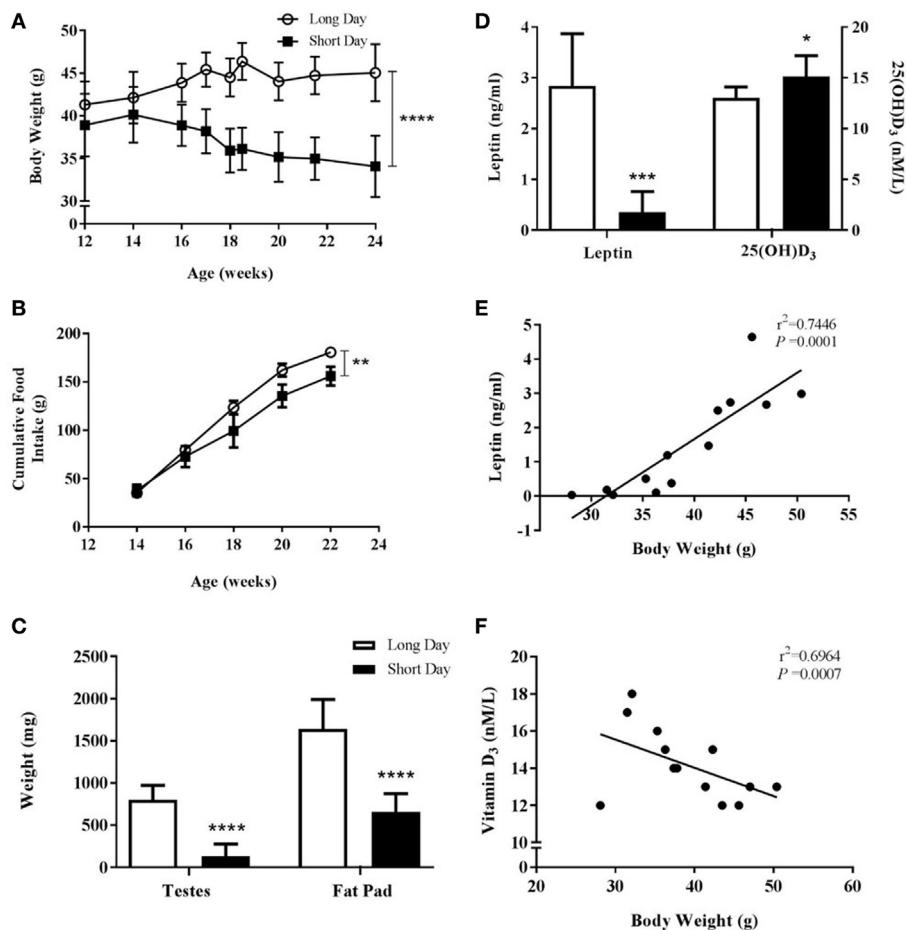 A
Long Day
Short Day
Body Weight (g)
50
45
40
35
30
0
****
12 14 16 18 20 22 24
Age (weeks)
B
Cumulative Food
Intake (g)
200
150
100
50
0
**
12 14 16 18 20 22 24
Age (weeks)
C
Long Day
Short Day
Weight (mg)
2500
2000
1500
1000
500
0
****
****
Testes Fat Pad
D
Leptin (ng/ml)
4
3
2
1
0
***
*
20
15
10
5
0
25(OH)D3 (nM/L)
Leptin 25(OH)D3
E
r2=0.7446
P =0.0001
Leptin (ng/ml)
5
4
3
2
1
0
-1
30 35 40 45 50 55
Body Weight (g)
F
r2=0.6964
P =0.0007
Vitamin D3 (nM/L)
20
18
16
14
12
10
0
20 30 40 50 60
Body Weight (g)